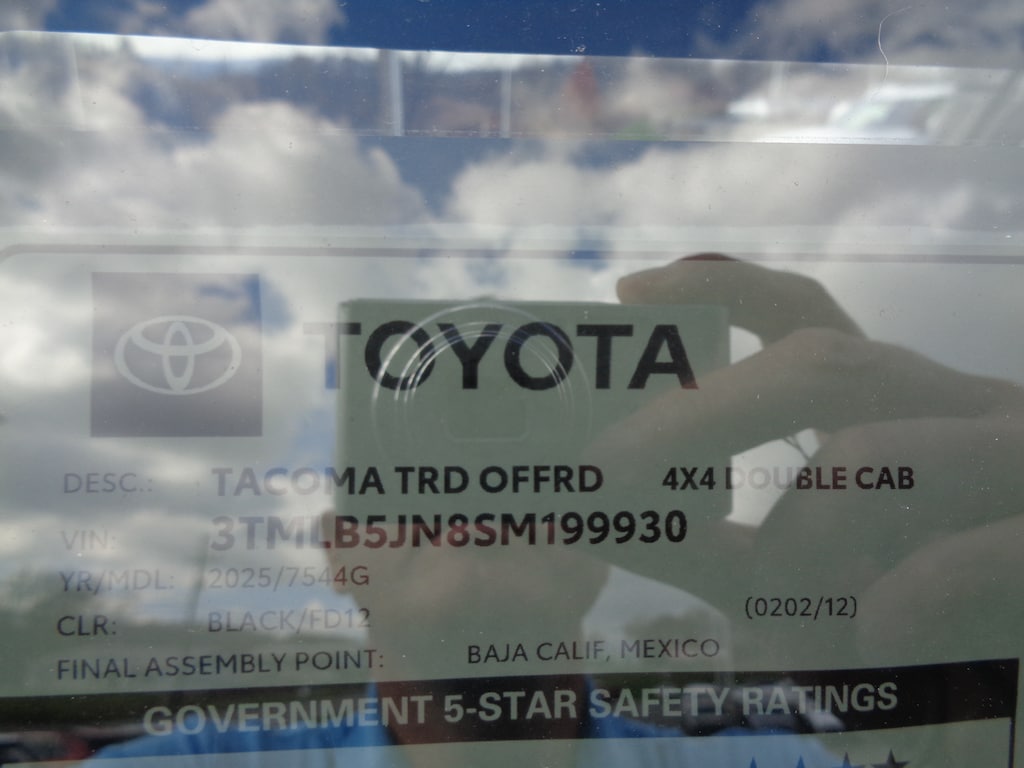 TOYOTA
DESC.: TACOMA TRD OFFRD 4X4 DOUBLE CAB
VIN: 3TMLB5JN8SM199930
YR/MDL: 2025/7544G
CLR: BLACK/FD12 (0202/12)
FINAL ASSEMBLY POINT: BAJA CALIF, MEXICO
GOVERNMENT 5-STAR SAFETY RATINGS